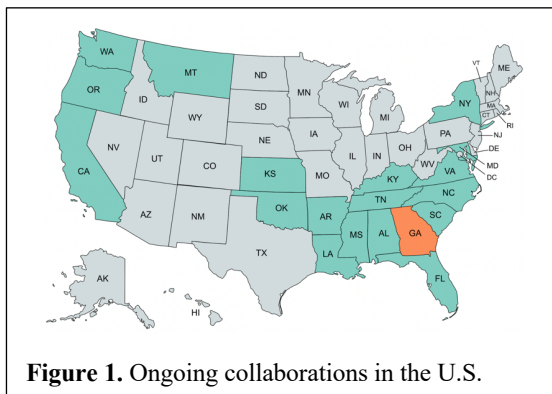 WA
MT
ND
MN
VT
ME
OR
ID
SD
WI
NH
NY
MA
WY
MI
CT
RI
IA
PA
NJ
NE
NV
OH
DE
UT
IL
IN
MD
CO
WV
DC
CA
KS
MO
KY
VA
NC
TN
AZ
NM
OK
AR
SC
MS
AL
GA
TX
LA
FL
AK
HI
Figure 1. Ongoing collaborations in the U.S.